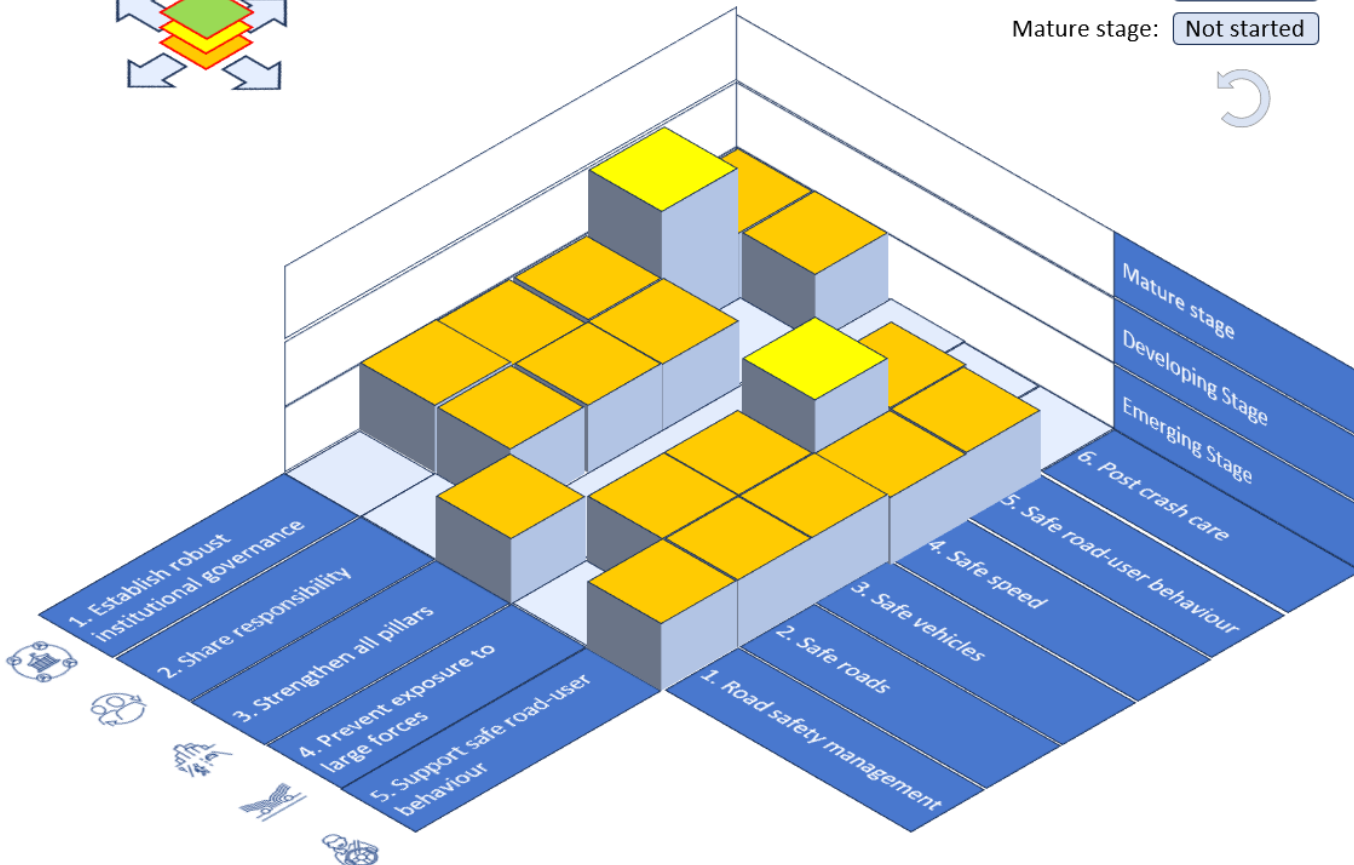 Mature stage: Not started
Mature stage
Developing Stage
Emerging Stage
1. Establish robust
institutional governance
2. Share responsibility
3. Strengthen all pillars
4. Prevent exposure to
large forces
5. Support safe road-user
behaviour
6. Post crash care
5. Safe road-user behaviour
4. Safe speed
3. Safe vehicles
2. Safe roads
1. Road safety management